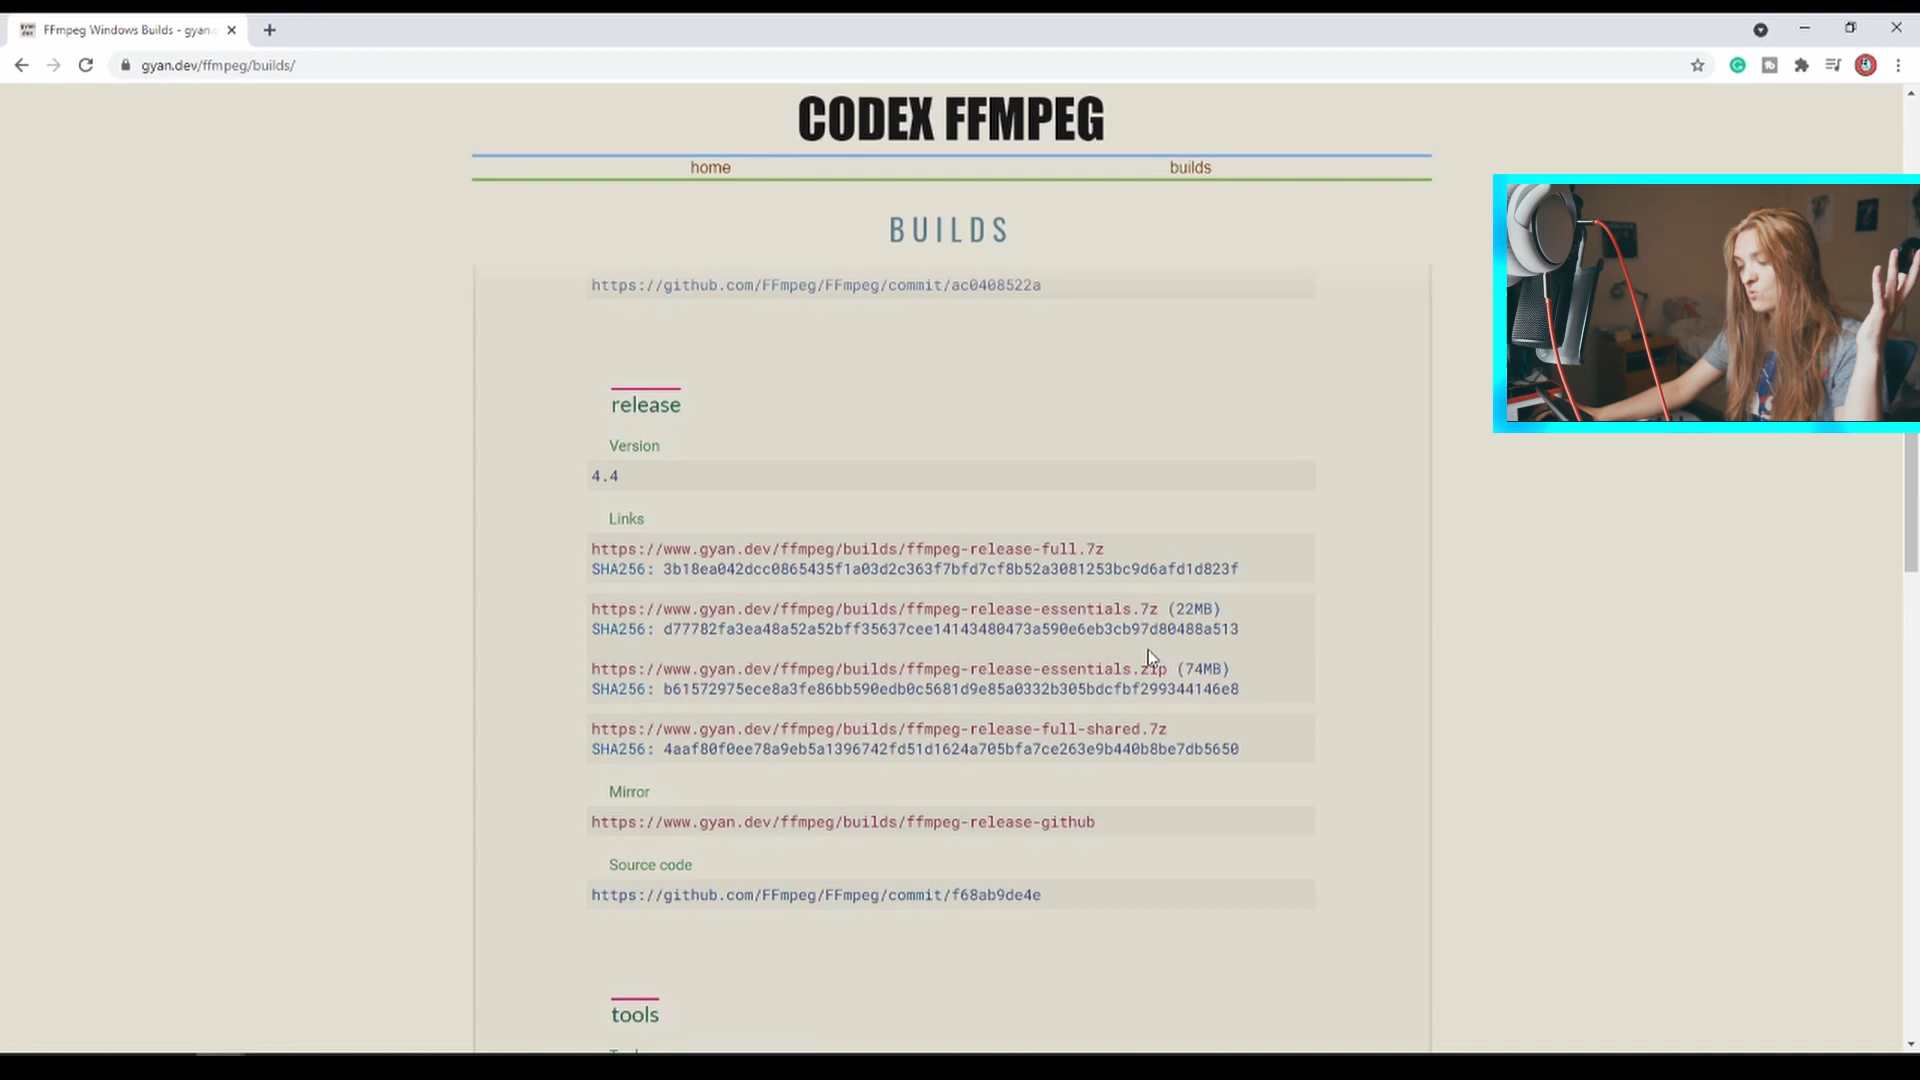 FFmpeg Windows Builds - gyan.
gyan.dev/ffmpeg/builds/
CODEX FFMPEG
home
builds
BUILDS
https://github.com/FFmpeg/FFmpeg/commit/ac0408522a
release
Version
4.4
Links
https://www.gyan.dev/ffmpeg/builds/ffmpeg-release-full.7z
SHA256: 3b18ea042dcc0865435f1a03d2c363f7bfd7cf8b52a3081253bc9d6afd1d823f
https://www.gyan.dev/ffmpeg/builds/ffmpeg-release-essentials.7z (22MB)
SHA256: d77782fa3ea48a52a52bff35637cee14143480473a590e6eb3cb97d80488a513
https://www.gyan.dev/ffmpeg/builds/ffmpeg-release-essentials.zip (74MB)
SHA256: b61572975ece8a3fe86bb590edb0c5681d9e85a0332b305bdcfbf299344146e8
https://www.gyan.dev/ffmpeg/builds/ffmpeg-release-full-shared.7z
SHA256: 4aaf80f0ee78a9eb5a1396742fd51d1624a705bfa7ce263e9b440b8be7db5650
Mirror
https://www.gyan.dev/ffmpeg/builds/ffmpeg-release-github
Source code
https://github.com/FFmpeg/FFmpeg/commit/f68ab9de4e
tools